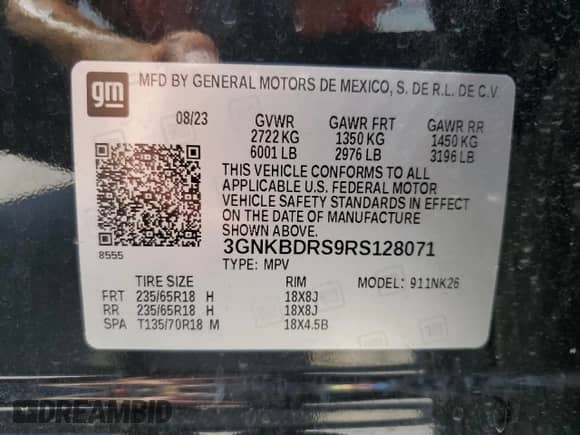 gm
MFD BY GENERAL MOTORS DE MEXICO, S. DE R.L. DE C.V.
08/23 GVWR GAWR FRT GAWR RR
2722 KG 1350 KG 1450 KG
6001 LB 2976 LB 3196 LB
THIS VEHICLE CONFORMS TO ALL
APPLICABLE U.S. FEDERAL MOTOR
VEHICLE SAFETY STANDARDS IN EFFECT
ON THE DATE OF MANUFACTURE
SHOWN ABOVE.
8555
3GNKBDRS9RS128071
TYPE: MPV MODEL: 911NK26
TIRE SIZE RIM
FRT 235/65R18 H 18X8J
RR 235/65R18 H 18X8J
SPA T135/70R18 M 18X4.5B
DREAMBID